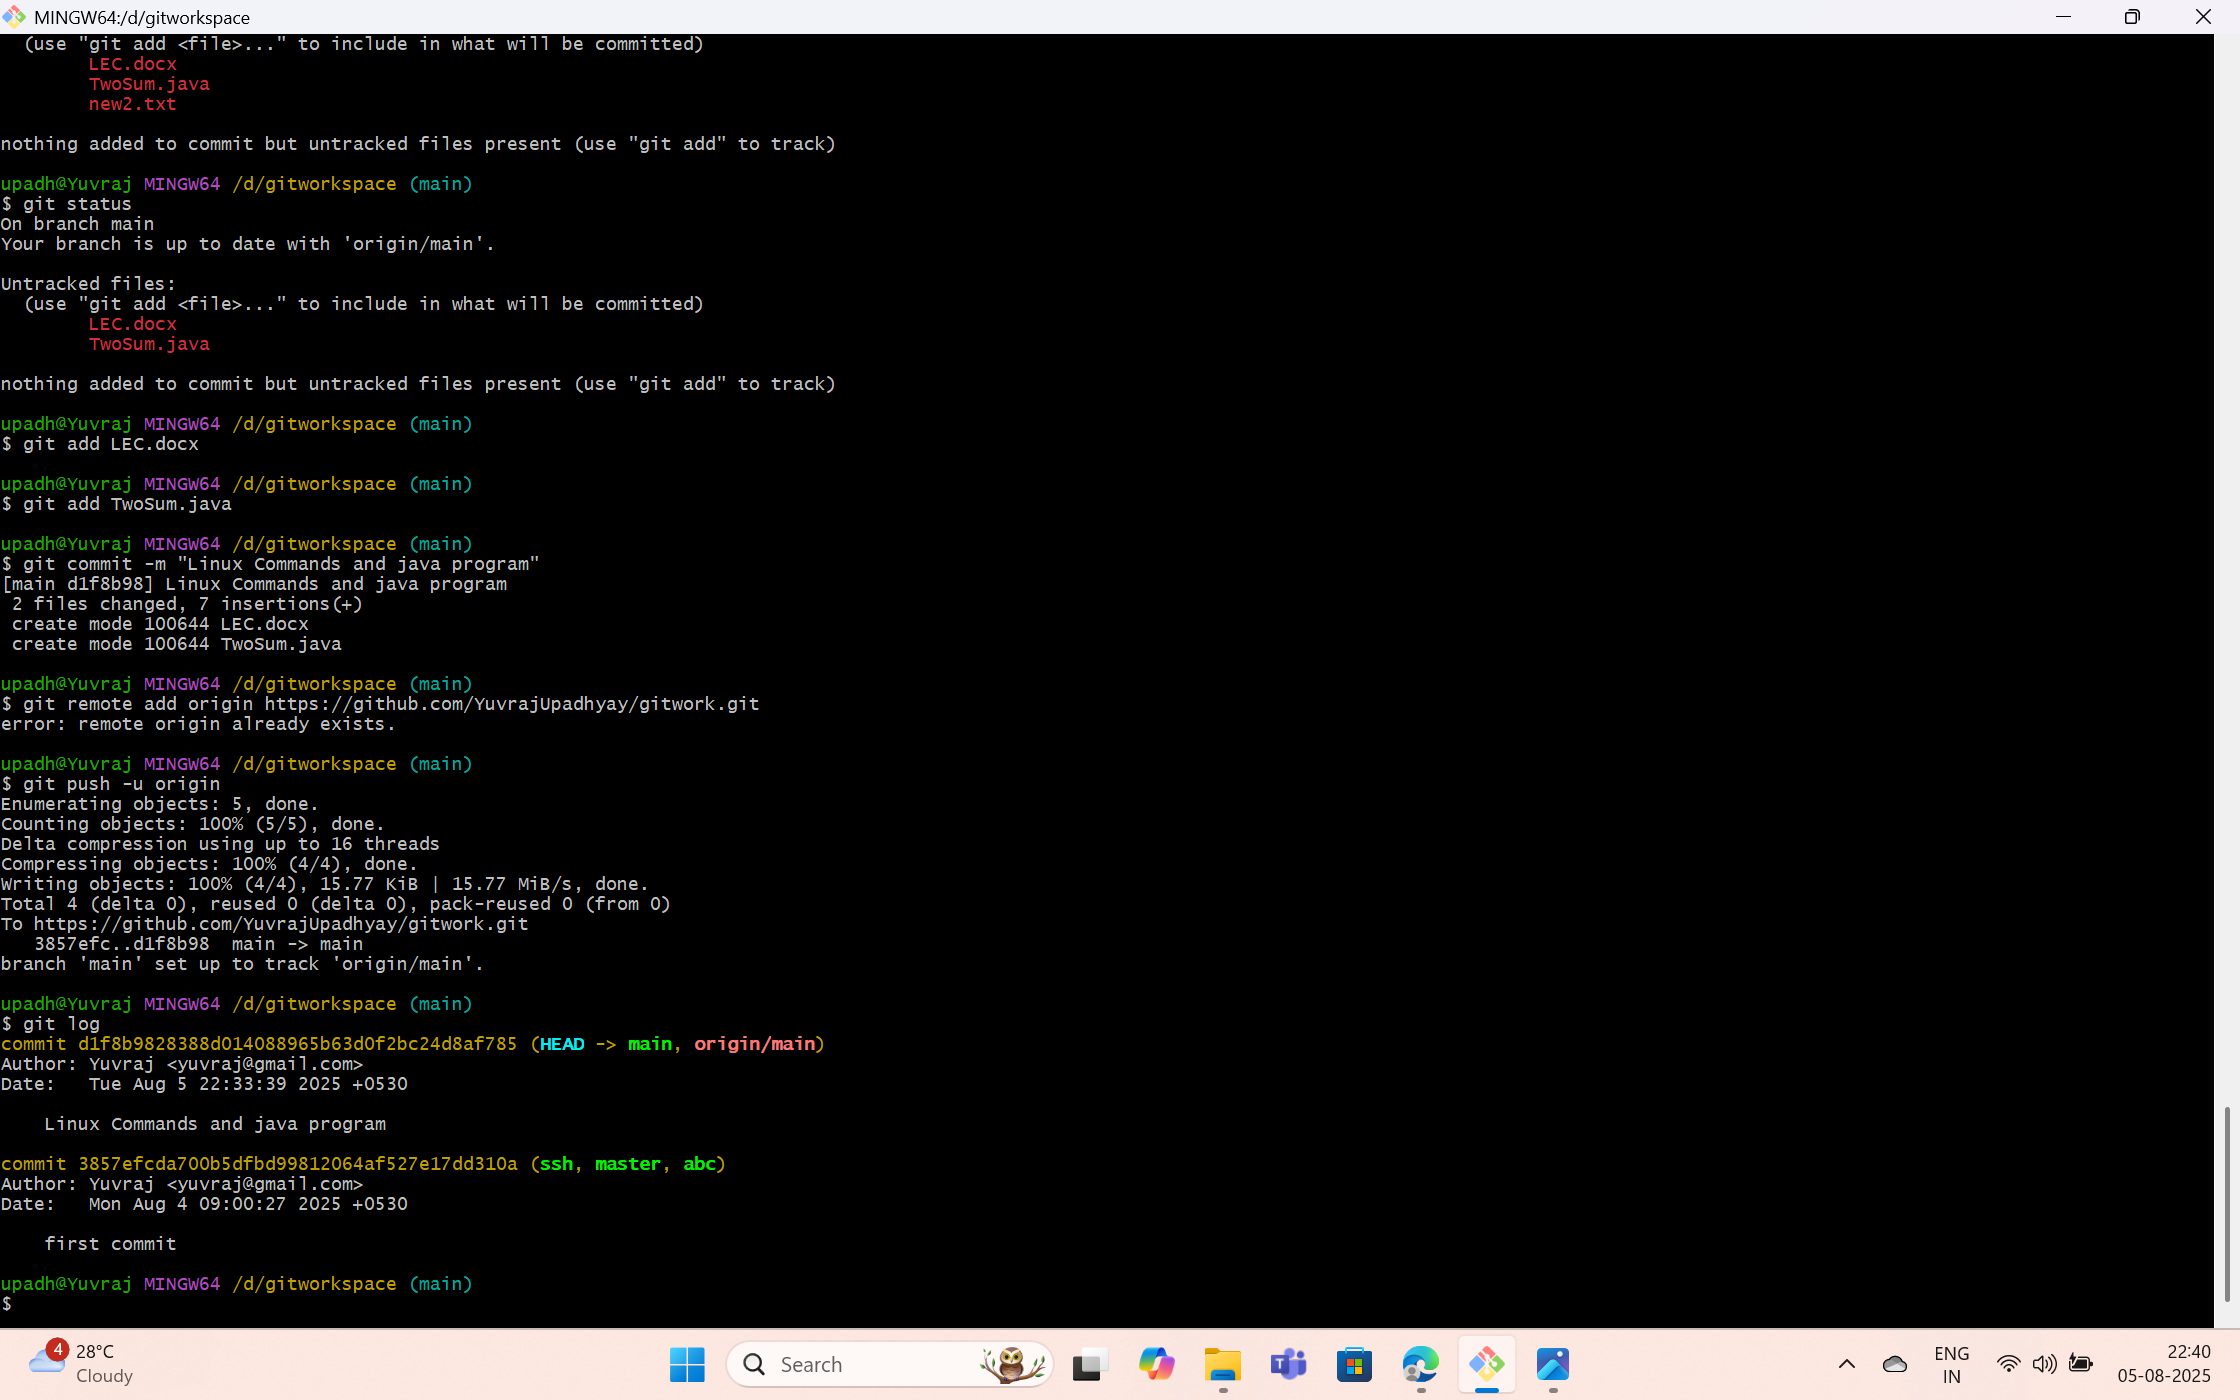 MINGW64:/d/gitworkspace
(use "git add <file>..." to include in what will be committed)
LEC.docx
TwoSum.java
new2.txt
nothing added to commit but untracked files present (use "git add" to track)
upadh@Yuvraj MINGW64 /d/gitworkspace (main)
$ git status
On branch main
Your branch is up to date with 'origin/main'.
Untracked files:
(use "git add <file>..." to include in what will be committed)
LEC.docx
TwoSum.java
nothing added to commit but untracked files present (use "git add" to track)
upadh@Yuvraj MINGW64 /d/gitworkspace (main)
$ git add LEC.docx
upadh@Yuvraj MINGW64 /d/gitworkspace (main)
$ git add TwoSum.java
upadh@Yuvraj MINGW64 /d/gitworkspace (main)
$ git commit -m "Linux Commands and java program"
[main d1f8b98] Linux Commands and java program
2 files changed, 7 insertions(+)
create mode 100644 LEC.docx
create mode 100644 TwoSum.java
upadh@Yuvraj MINGW64 /d/gitworkspace (main)
$ git remote add origin https://github.com/YuvrajUpadhyay/gitwork.git
error: remote origin already exists.
upadh@Yuvraj MINGW64 /d/gitworkspace (main)
$ git push -u origin
Enumerating objects: 5, done.
Counting objects: 100% (5/5), done.
Delta compression using up to 16 threads
Compressing objects: 100% (4/4), done.
Writing objects: 100% (4/4), 15.77 KiB | 15.77 MiB/s, done.
Total 4 (delta 0), reused 0 (delta 0), pack-reused 0 (from 0)
To https://github.com/YuvrajUpadhyay/gitwork.git
3857efc..d1f8b98  main -> main
branch 'main' set up to track 'origin/main'.
upadh@Yuvraj MINGW64 /d/gitworkspace (main)
$ git log
commit d1f8b9828388d014088965b63d0f2bc24d8af785 (HEAD -> main, origin/main)
Author: Yuvraj <yuvraj@gmail.com>
Date:   Tue Aug 5 22:33:39 2025 +0530
Linux Commands and java program
commit 3857efcda700b5dfbd99812064af527e17dd310a (ssh, master, abc)
Author: Yuvraj <yuvraj@gmail.com>
Date:   Mon Aug 4 09:00:27 2025 +0530
first commit
upadh@Yuvraj MINGW64 /d/gitworkspace (main)
$
4
28°C
Cloudy
Search
T
ENG
IN
22:40
05-08-2025